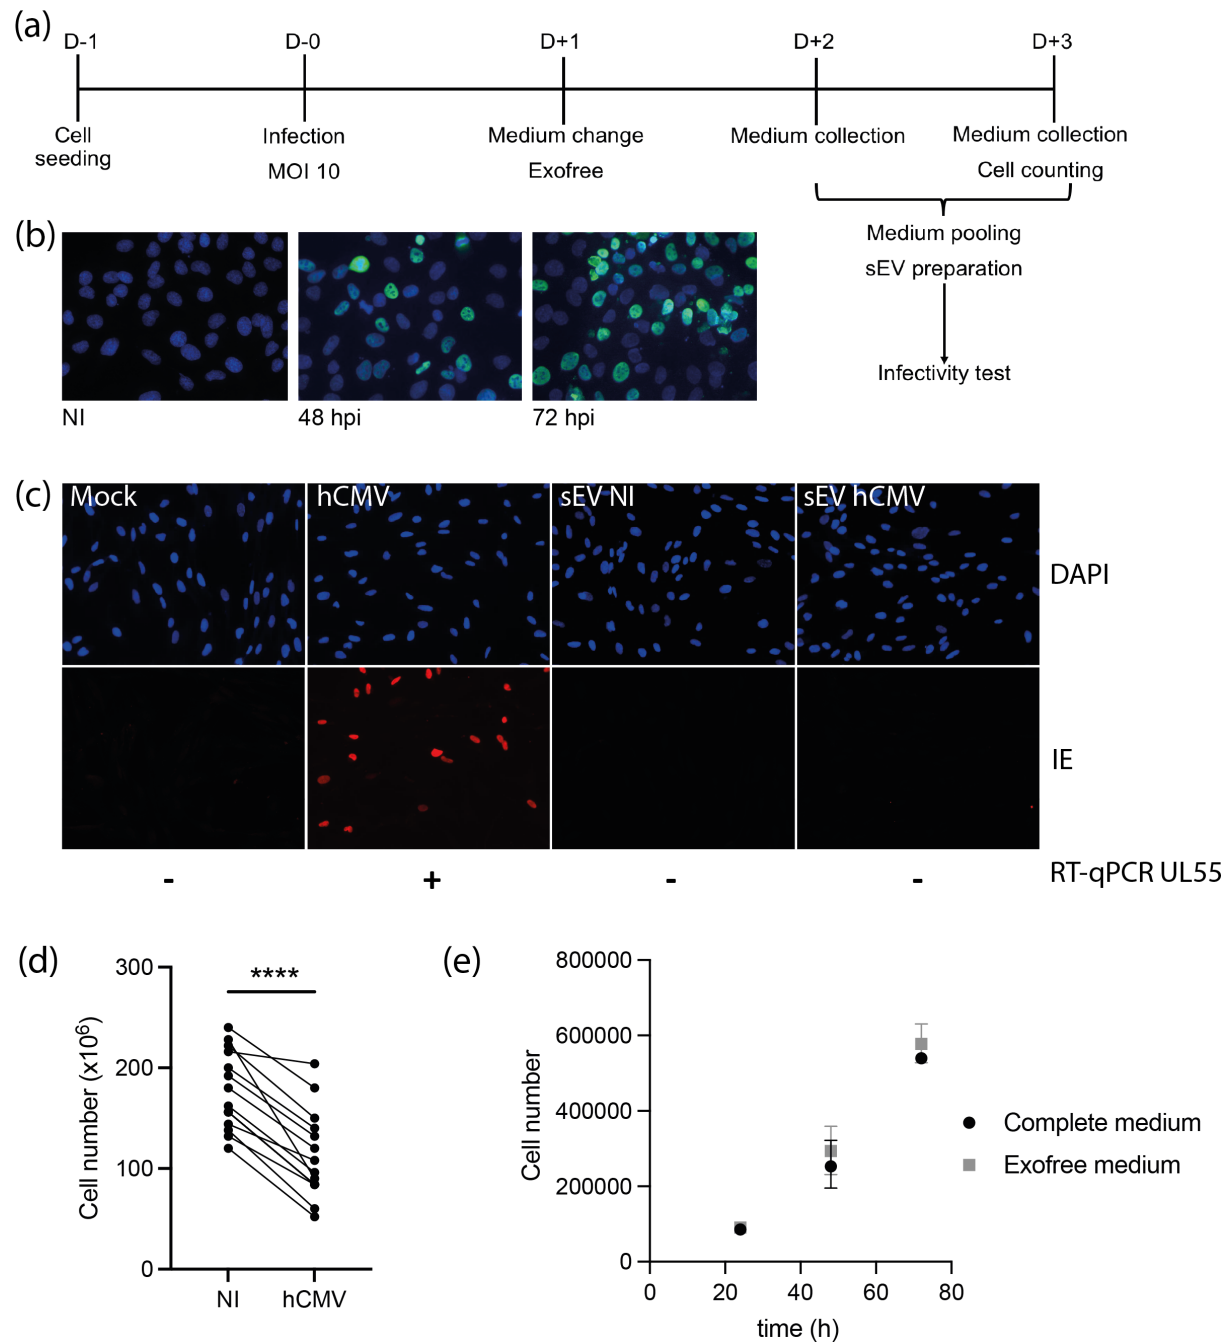 (a)
D-1 D-0 D+1 D+2 D+3
Cell
seeding
Infection
MOI 10
Medium change
Exofree
Medium collection
Medium collection
Cell counting
Medium pooling
sEV preparation
Infectivity test
(b)
NI 48 hpi 72 hpi
(c)
Mock hCMV sEV NI sEV hCMV
DAPI
IE
- + - - RT-qPCR UL55
(d)
****
Cell number (x10⁶)
300
200
100
0
NI hCMV
(e)
Cell number
800000
600000
400000
200000
0
0 20 40 60 80
time (h)
Complete medium
Exofree medium